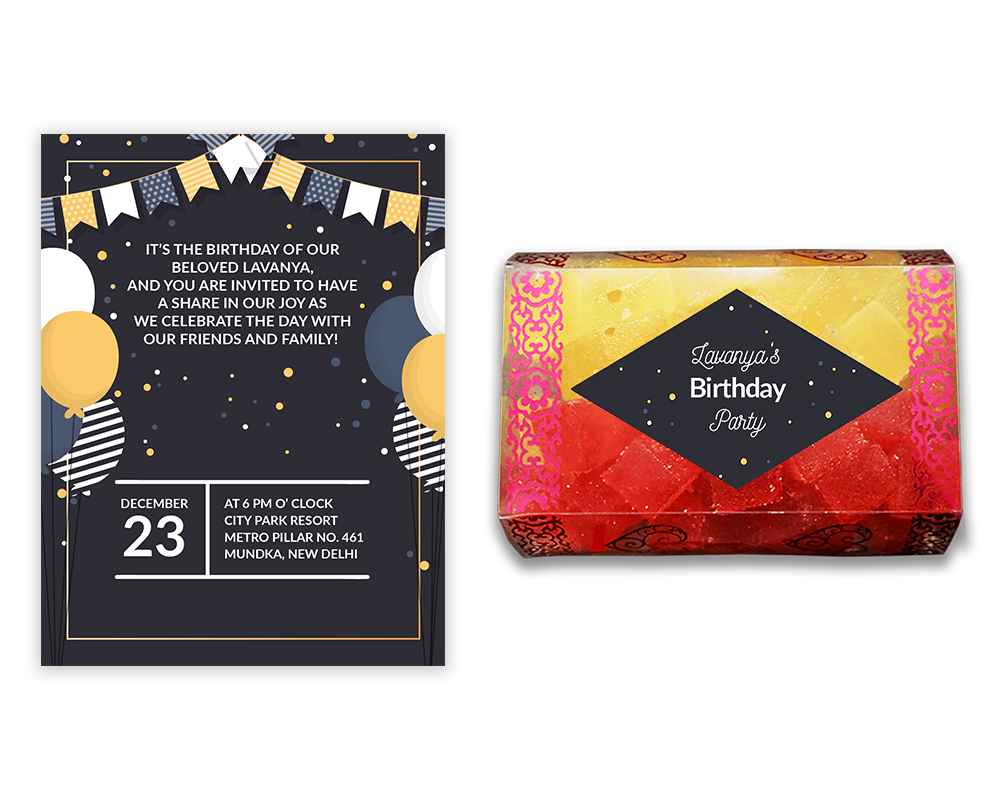 IT'S THE BIRTHDAY OF OUR
BELOVED LAVANYA,
AND YOU ARE INVITED TO HAVE
A SHARE IN OUR JOY AS
WE CELEBRATE THE DAY WITH
OUR FRIENDS AND FAMILY!
DECEMBER
23
AT 6 PM O' CLOCK
CITY PARK RESORT
METRO PILLAR NO. 461
MUNDKA, NEW DELHI
Lavanya's
Birthday
Party